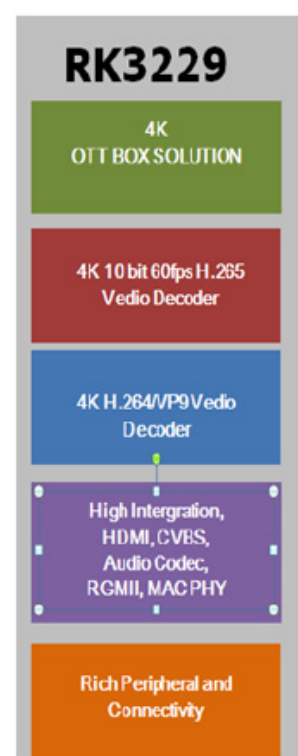 RK3229
4K
OTT BOX SOLUTION
4K 10 bit 60fps H.265
Vedio Decoder
4K H.264/VP9 Vedio
Decoder
High Intergration,
HDMI, CVBS,
Audio Codec,
RGMII, MAC PHY
Rich Peripheral and
Connectivity